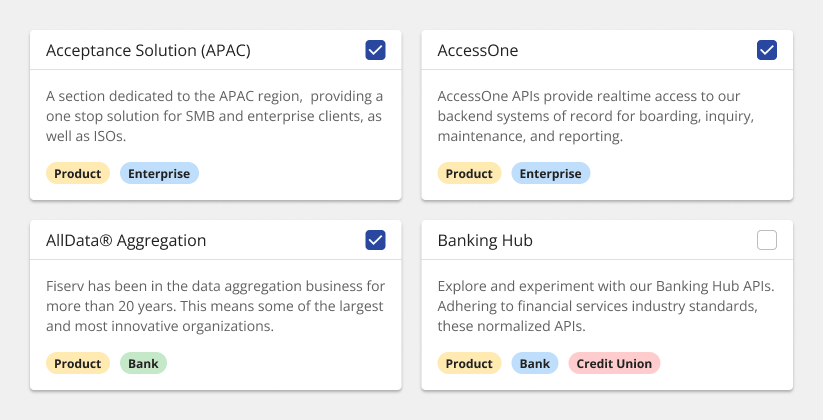 Acceptance Solution (APAC)
A section dedicated to the APAC region, providing a
one stop solution for SMB and enterprise clients, as
well as ISOs.
Product
Enterprise
AccessOne
AccessOne APIs provide realtime access to our
backend systems of record for boarding, inquiry,
maintenance, and reporting.
Product
Enterprise
AllData® Aggregation
Fiserv has been in the data aggregation business for
more than 20 years. This means some of the largest
and most innovative organizations.
Product
Bank
Banking Hub
Explore and experiment with our Banking Hub APIs.
Adhering to financial services industry standards,
these normalized APIs.
Product
Bank
Credit Union